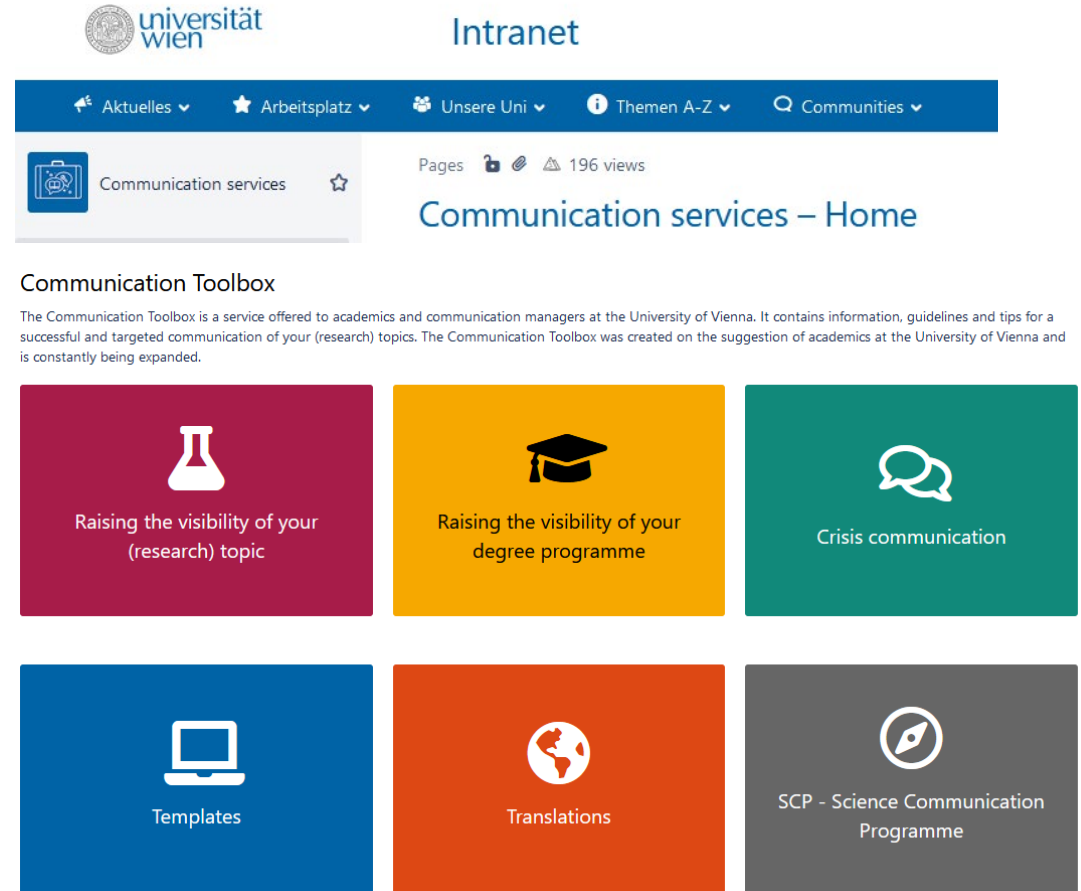 universität
wien
Intranet
Aktuelles
Arbeitsplatz
Unsere Uni
Themen A-Z
Communities
Communication services
Pages
196 views
Communication services – Home
Communication Toolbox
The Communication Toolbox is a service offered to academics and communication managers at the University of Vienna. It contains information, guidelines and tips for a
successful and targeted communication of your (research) topics. The Communication Toolbox was created on the suggestion of academics at the University of Vienna and
is constantly being expanded.
Raising the visibility of your
(research) topic
Raising the visibility of your
degree programme
Crisis communication
Templates
Translations
SCP - Science Communication
Programme